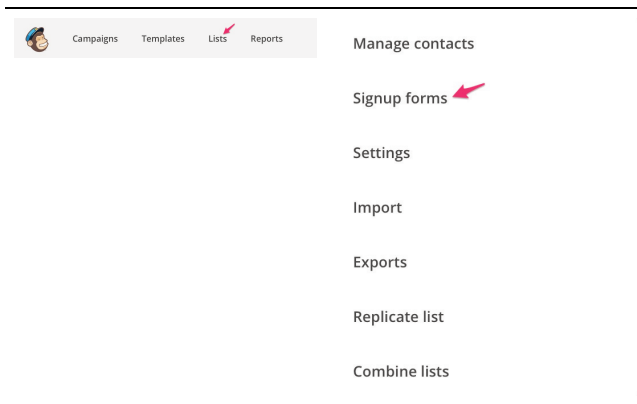 Campaigns Templates Lists Reports
Manage contacts
Signup forms
Settings
Import
Exports
Replicate list
Combine lists